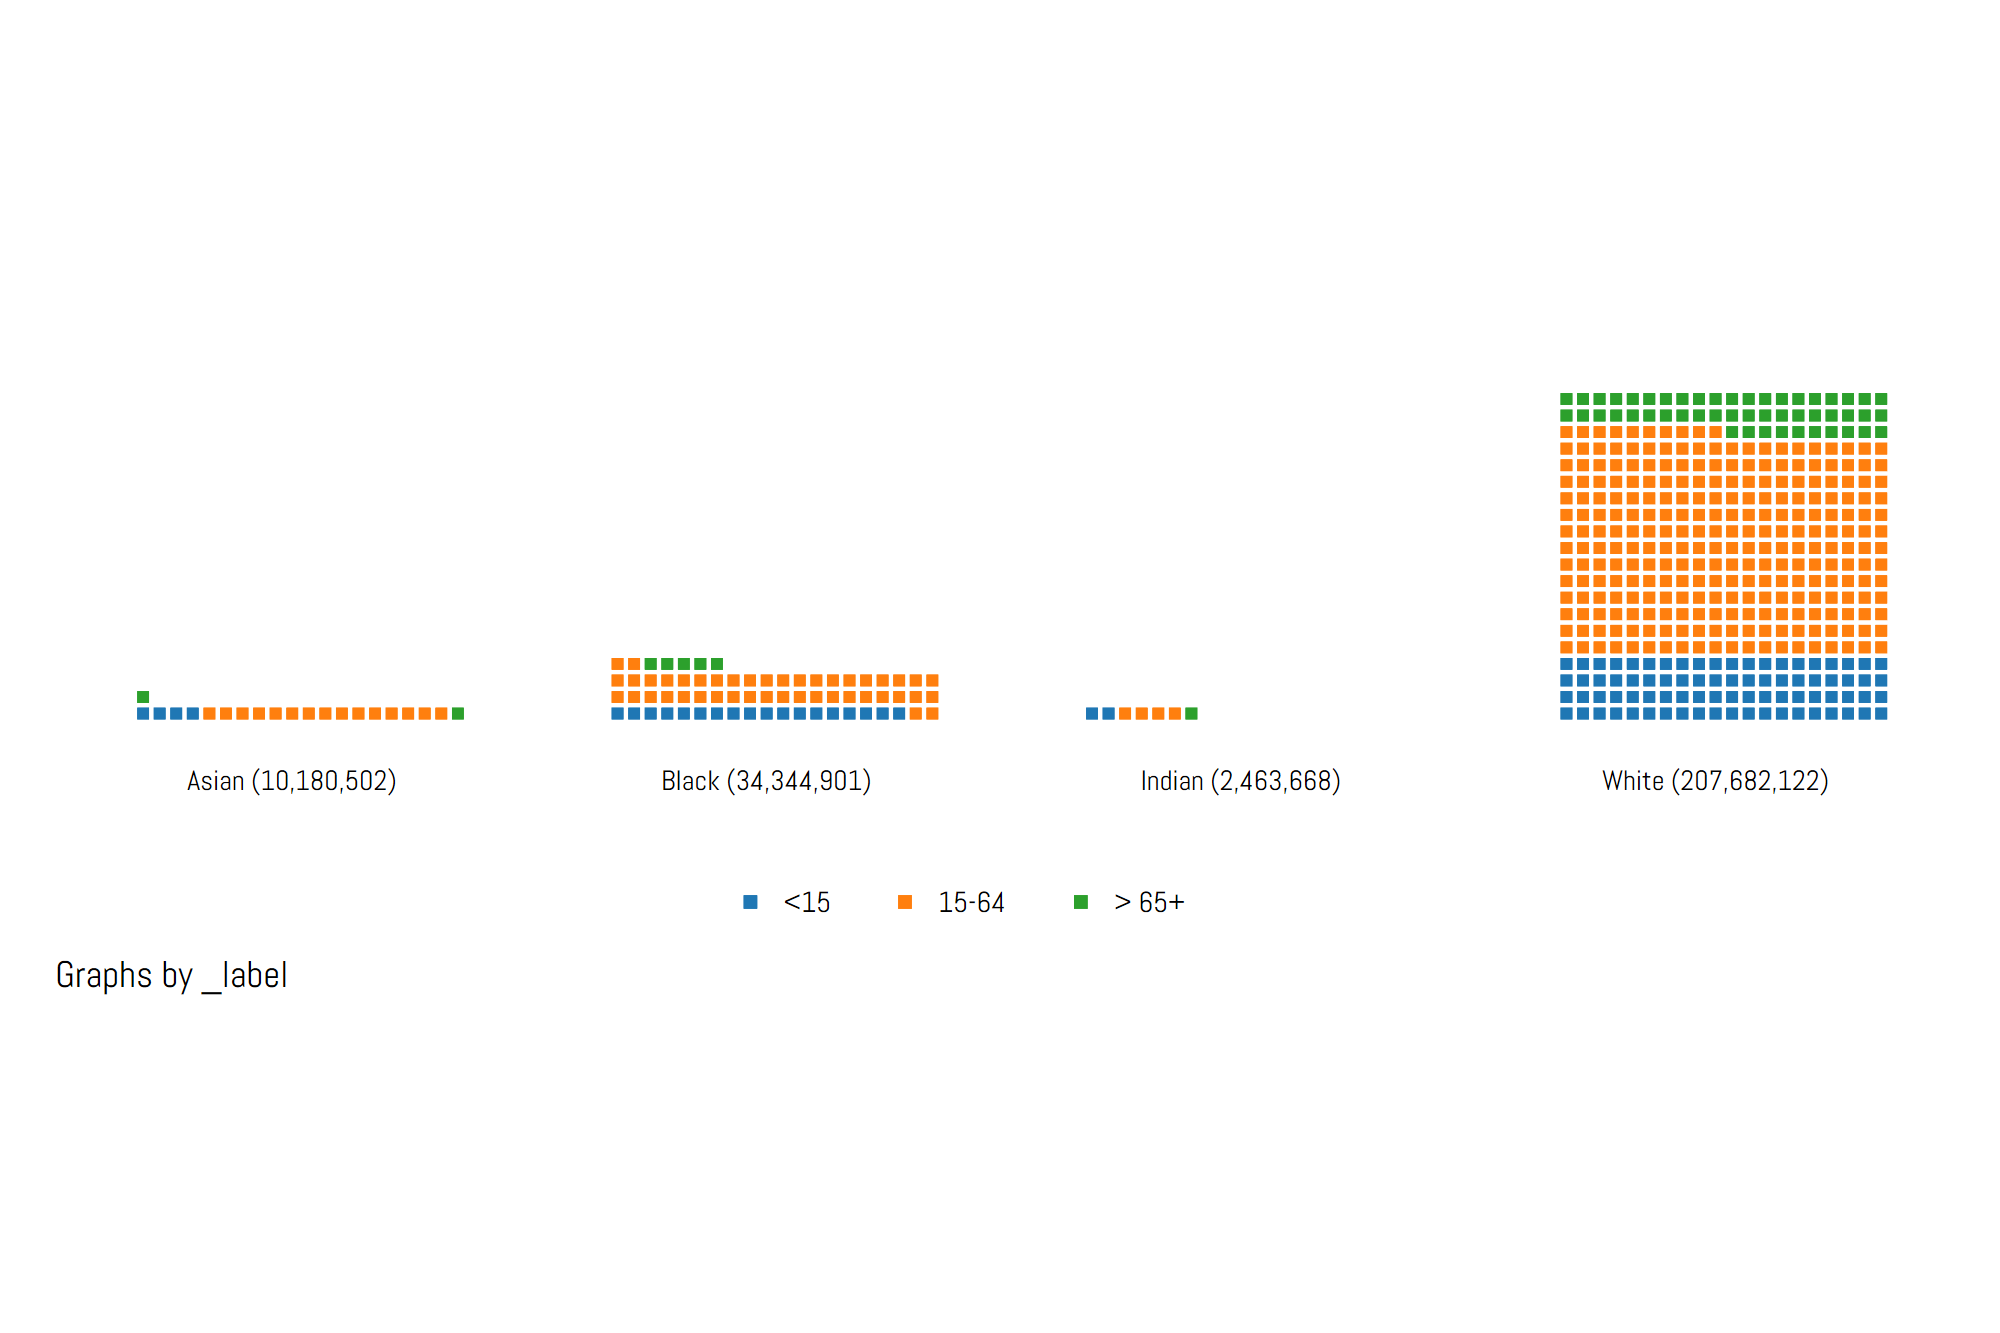 Asian (10,180,502)
Black (34,344,901)
Indian (2,463,668)
White (207,682,122)
<15
15-64
> 65+
Graphs by _label